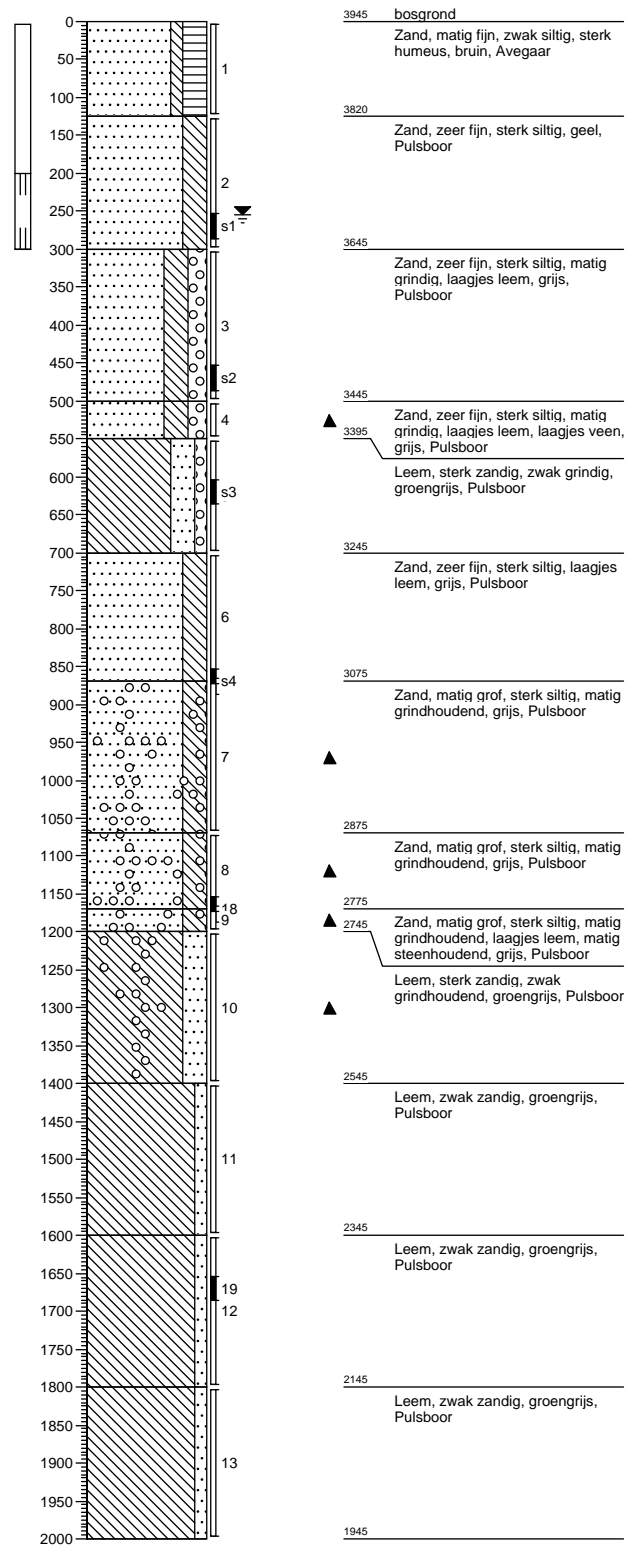 0
50
100
150
200
250
300
350
400
450
500
550
600
650
700
750
800
850
900
950
1000
1050
1100
1150
1200
1250
1300
1350
1400
1450
1500
1550
1600
1650
1700
1750
1800
1850
1900
1950
2000
1
2
s1
3
s2
4
s3
6
s4
7
8
18
9
10
11
19
12
13
3945 bosgrond
Zand, matig fijn, zwak siltig, sterk
humeus, bruin, Avegaar
3820
Zand, zeer fijn, sterk siltig, geel,
Pulsboor
3645
Zand, zeer fijn, sterk siltig, matig
grindig, laagjes leem, grijs,
Pulsboor
3445
Zand, zeer fijn, sterk siltig, matig
grindig, laagjes leem, laagjes veen,
grijs, Pulsboor
3395
Leem, sterk zandig, zwak grindig,
groengrijs, Pulsboor
3245
Zand, zeer fijn, sterk siltig, laagjes
leem, grijs, Pulsboor
3075
Zand, matig grof, sterk siltig, matig
grindhoudend, grijs, Pulsboor
2875
Zand, matig grof, sterk siltig, matig
grindhoudend, grijs, Pulsboor
2775
Zand, matig grof, sterk siltig, matig
grindhoudend, laagjes leem, matig
steenhoudend, grijs, Pulsboor
2745
Leem, sterk zandig, zwak
grindhoudend, groengrijs, Pulsboor
2545
Leem, zwak zandig, groengrijs,
Pulsboor
2345
Leem, zwak zandig, groengrijs,
Pulsboor
2145
Leem, zwak zandig, groengrijs,
Pulsboor
1945